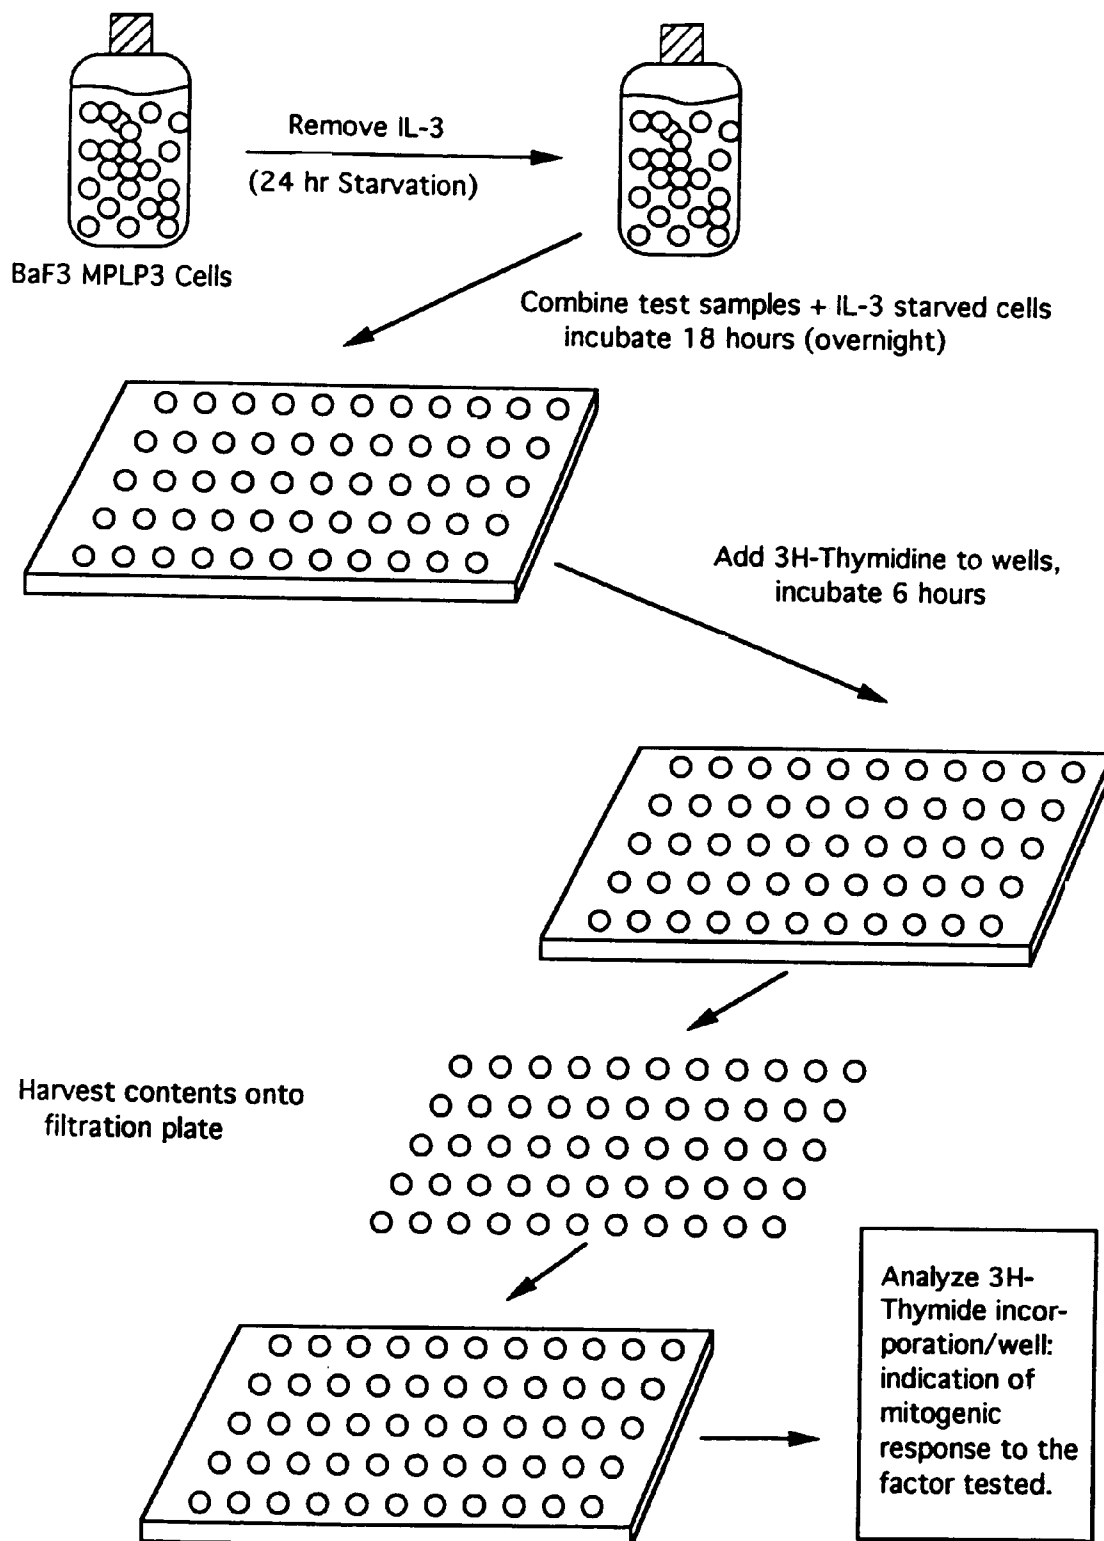 Remove IL-3
(24 hr Starvation)
BaF3 MPLP3 Cells
Combine test samples + IL-3 starved cells
incubate 18 hours (overnight)
Add 3H-Thymidine to wells,
incubate 6 hours
Harvest contents onto
filtration plate
Analyze 3H-
Thymide incor-
poration/well:
indication of
mitogenic
response to the
factor tested.